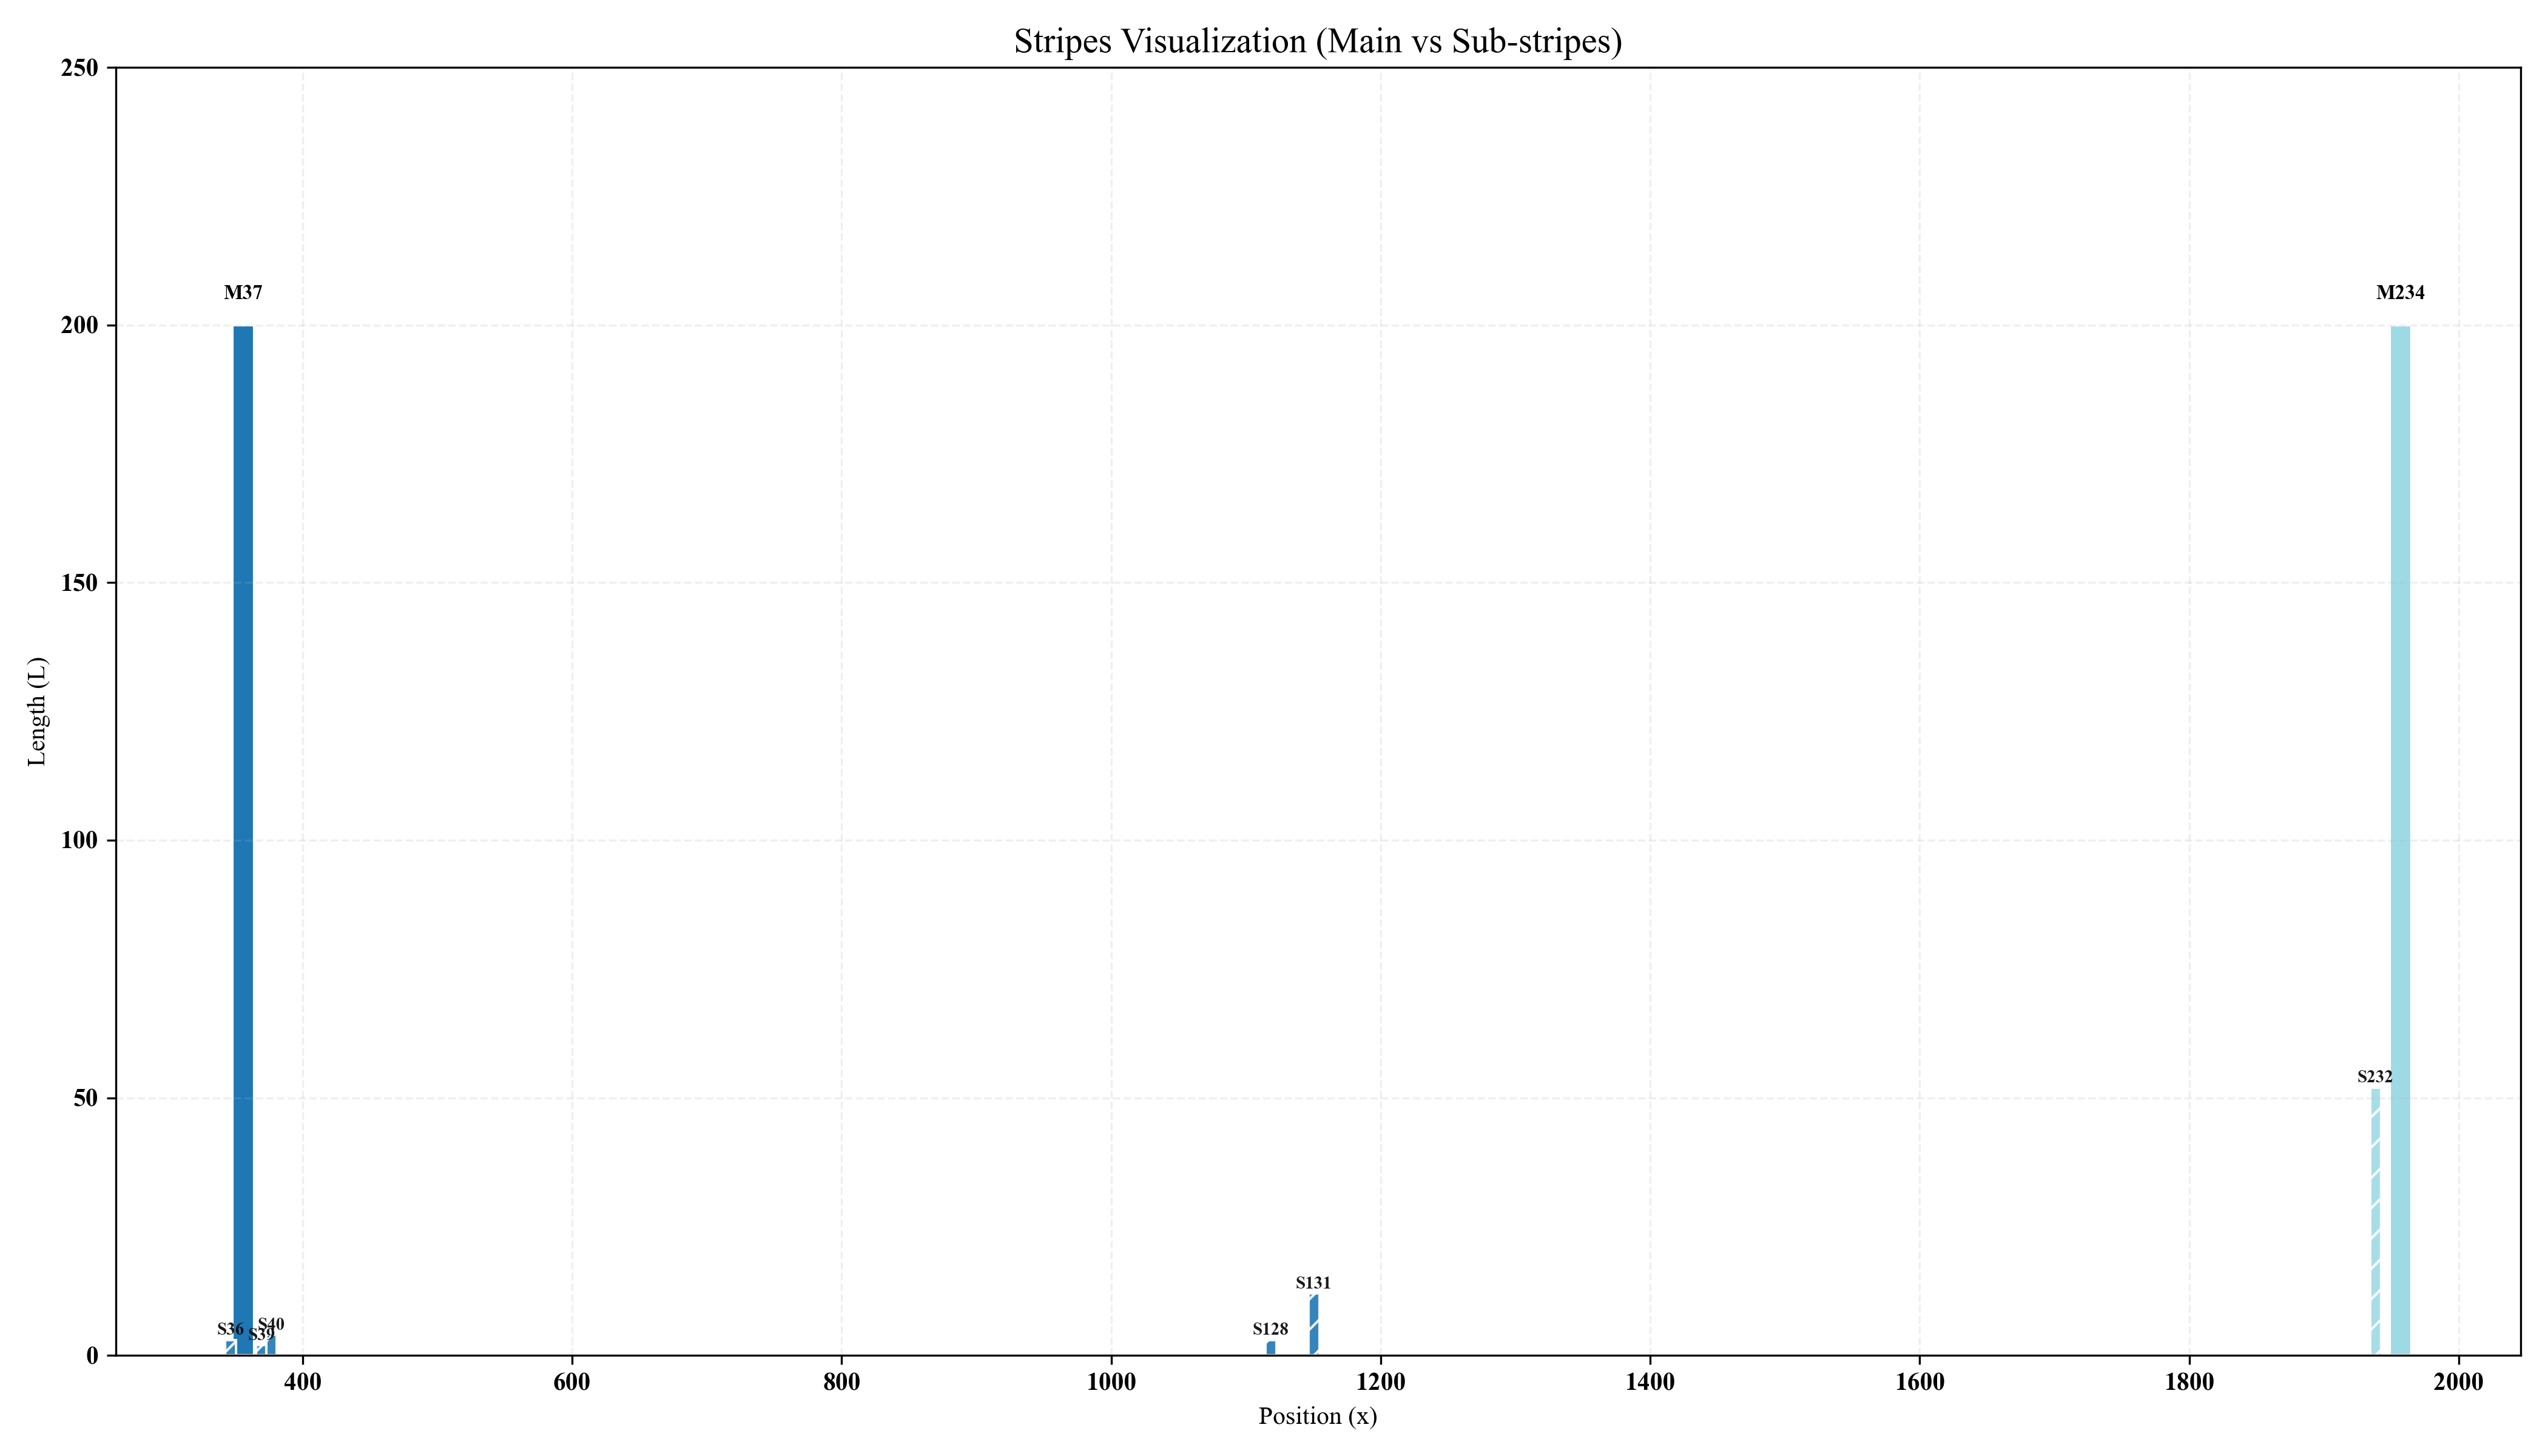 Stripes Visualization (Main vs Sub-stripes)
250
M37
M234
200
150
Length (L)
100
S232
50
S131
S36
S40
S39
S128
0
400 600 800 1000 1200 1400 1600 1800 2000
Position (x)